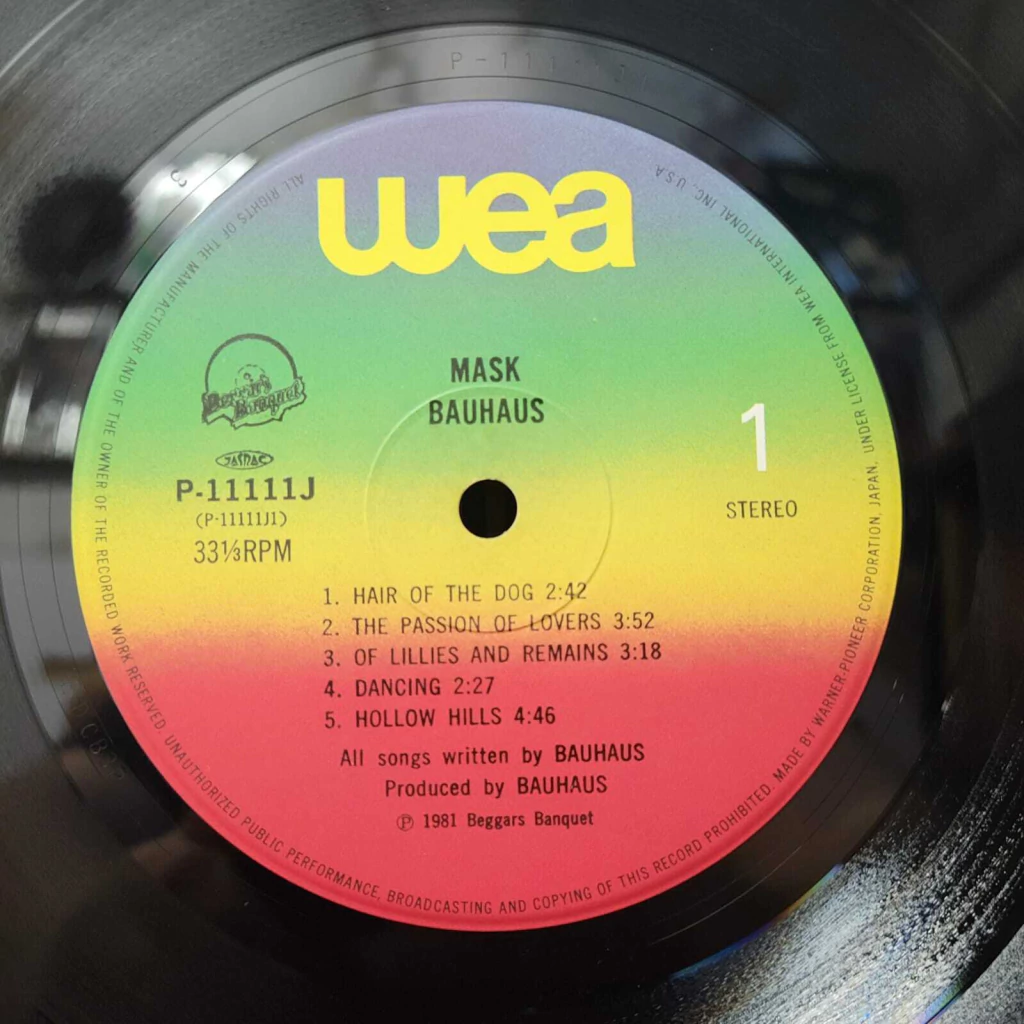 wea
MASK
BAUHAUS
Beggars Banquet
JASRAC
P-11111J
(P-11111J1)
33⅓RPM
1
STEREO
1. HAIR OF THE DOG 2:42
2. THE PASSION OF LOVERS 3:52
3. OF LILLIES AND REMAINS 3:18
4. DANCING 2:27
5. HOLLOW HILLS 4:46
All songs written by BAUHAUS
Produced by BAUHAUS
Ⓟ 1981 Beggars Banquet
ALL RIGHTS OF THE MANUFACTURER AND OF THE OWNER OF THE RECORDED WORK RESERVED. UNAUTHORIZED PUBLIC PERFORMANCE, BROADCASTING AND COPYING OF THIS RECORD PROHIBITED. MADE BY WARNER-PIONEER CORPORATION, JAPAN, UNDER LICENSE FROM WEA INTERNATIONAL INC, U.S.A